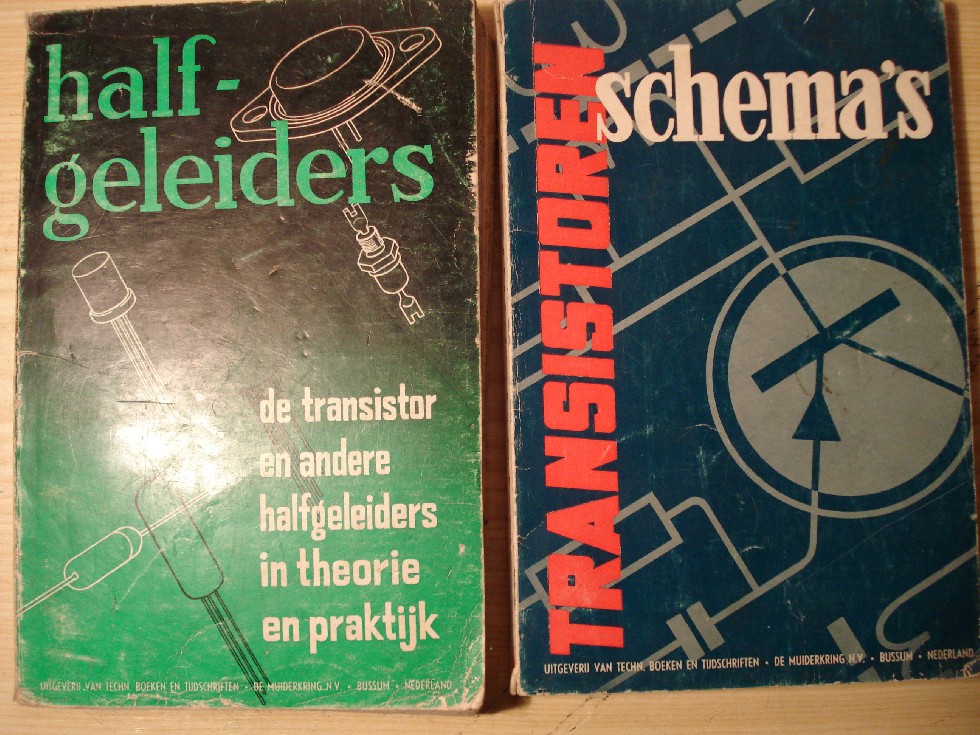 half-
geleiders
de transistor
en andere
halfgeleiders
in theorie
en praktijk
UITGEVERIJ VAN TECHN. BOEKEN EN TIJDSCHRIFTEN • DE MUIDERKRING N.V. • BUSSUM • NEDERLAND
TRANSISTOREN
schema's
UITGEVERIJ VAN TECHN. BOEKEN EN TIJDSCHRIFTEN • DE MUIDERKRING N.V. • BUSSUM • NEDERLAND